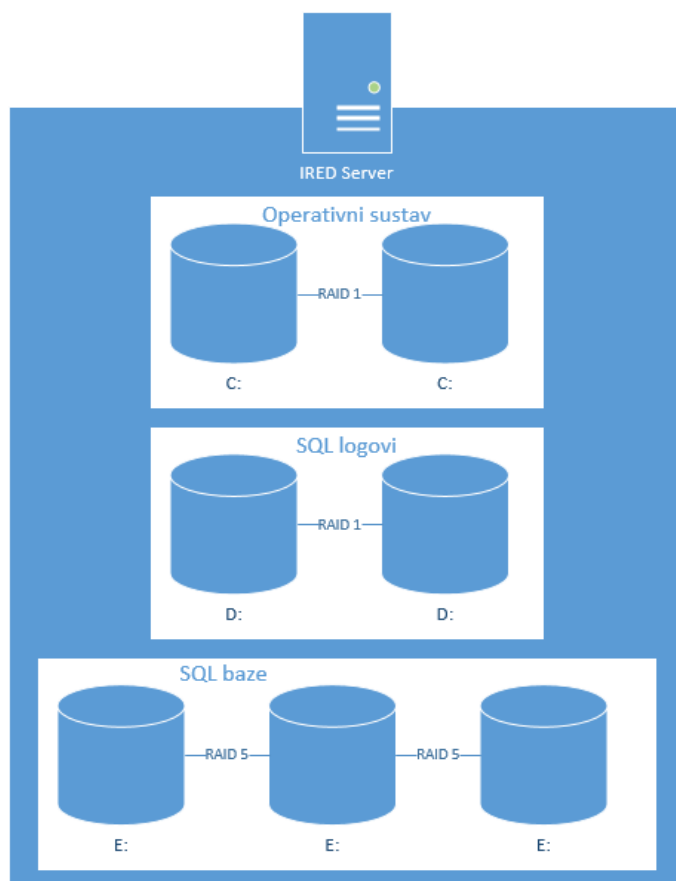 IRED Server
Operativni sustav
RAID 1
C: C:
SQL logovi
RAID 1
D: D:
SQL baze
RAID 5 RAID 5
E: E: E: